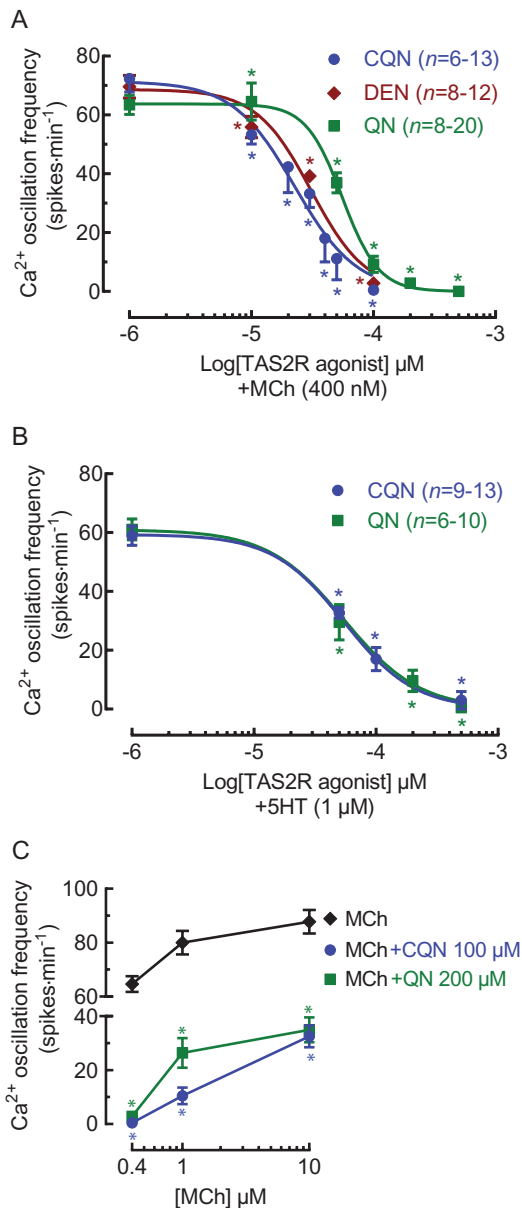 A
Ca²⁺ oscillation frequency
(spikes·min⁻¹)
80
60
40
20
0
CQN (n=6-13)
DEN (n=8-12)
QN (n=8-20)
*
*
*
*
*
*
*
*
*
*
*
*
*
*
-6
-5
-4
-3
Log[TAS2R agonist] µM
+MCh (400 nM)
B
Ca²⁺ oscillation frequency
(spikes·min⁻¹)
80
60
40
20
0
CQN (n=9-13)
QN (n=6-10)
*
*
*
*
*
*
-6
-5
-4
-3
Log[TAS2R agonist] µM
+5HT (1 µM)
C
Ca²⁺ oscillation frequency
(spikes·min⁻¹)
100
80
60
40
20
0
MCh
MCh+CQN 100 µM
MCh+QN 200 µM
*
*
*
*
*
*
0.4
1
10
[MCh] µM